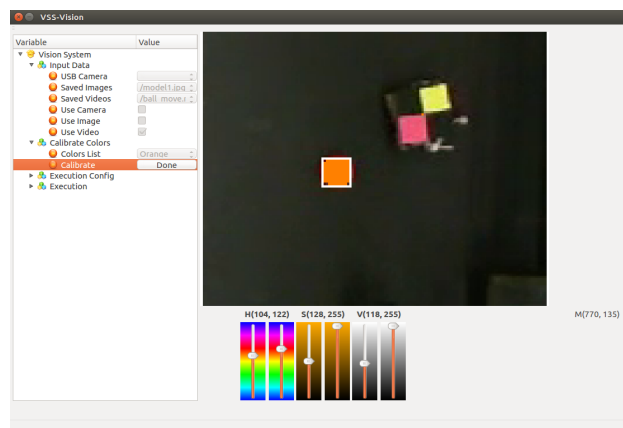 VSS-Vision
Variable Value
Vision System
Input Data
USB Camera
Saved Images /model1.jpg
Saved Videos /ball_move.
Use Camera
Use Image
Use Video
Calibrate Colors
Colors List Orange
Calibrate Done
Execution Config
Execution
H(104, 122) S(128, 255) V(118, 255) M(770, 135)